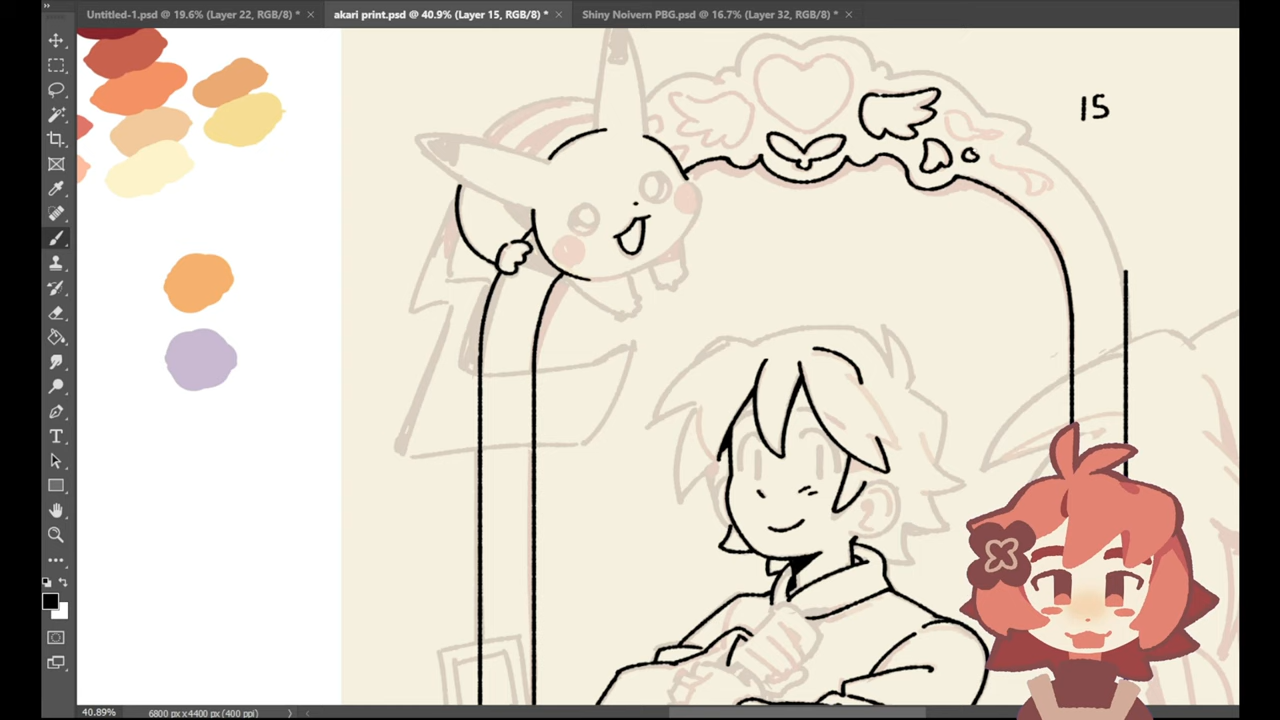 Untitled-1.psd @ 19.6% (Layer 22, RGB/8) *
akari print.psd @ 40.9% (Layer 15, RGB/8) *
Shiny Noivern PBG.psd @ 16.7% (Layer 32, RGB/8) *
15
T
40.89%
6800 px x 4400 px (400 ppi)